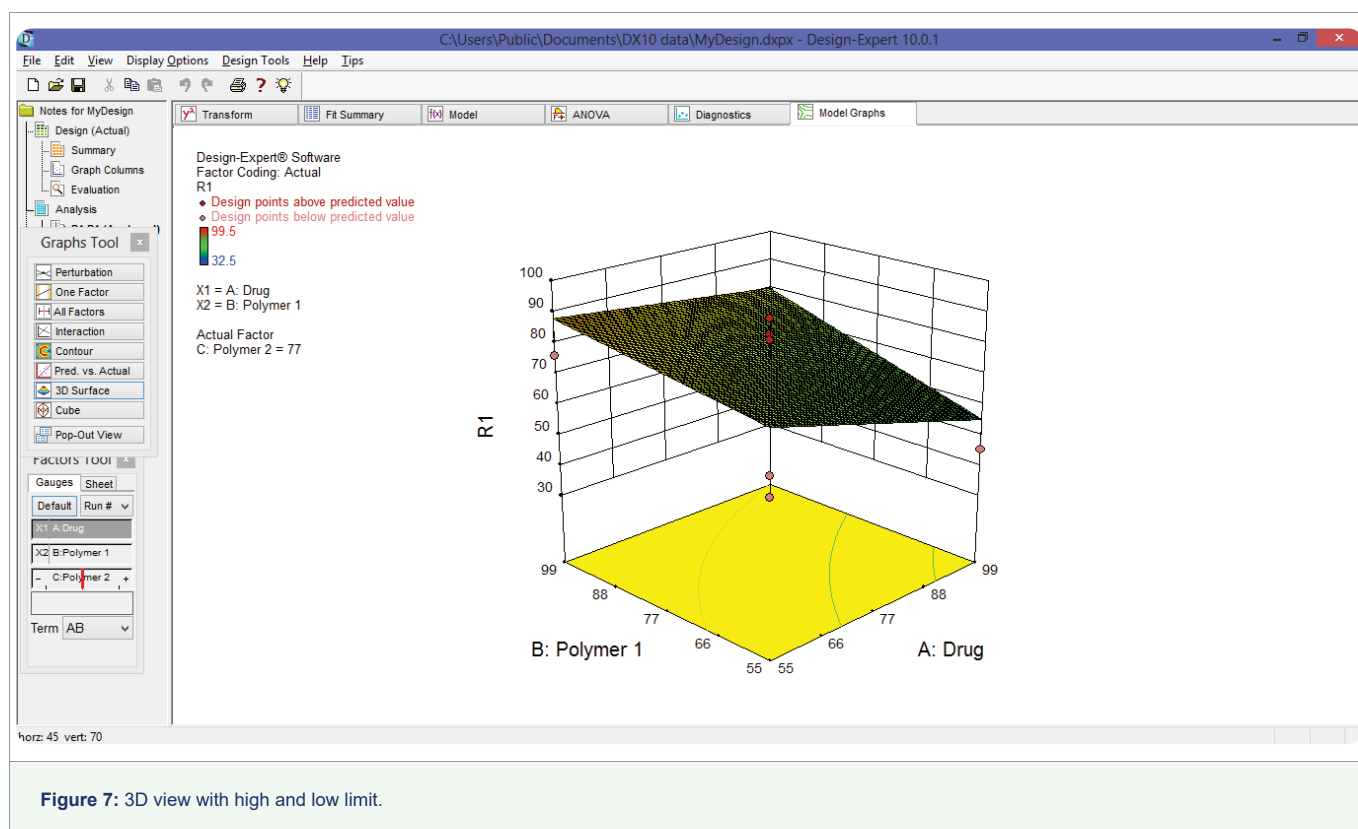 C:\Users\Public\Documents\DX10 data\MyDesign.dxpx - Design-Expert 10.0.1
File Edit View Display Options Design Tools Help Tips
Notes for MyDesign
Design (Actual)
Summary
Graph Columns
Evaluation
Analysis
Graphs Tool
Perturbation
One Factor
All Factors
Interaction
Contour
Pred. vs. Actual
3D Surface
Cube
Pop-Out View
Factors Tool
Gauges Sheet
Default Run #
X1 A:Drug
X2 B:Polymer 1
- C:Polymer 2 +
Term AB
yλ Transform Fit Summary f(x) Model ANOVA Diagnostics Model Graphs
Design-Expert® Software
Factor Coding: Actual
R1
Design points above predicted value
Design points below predicted value
99.5
32.5
X1 = A: Drug
X2 = B: Polymer 1
Actual Factor
C: Polymer 2 = 77
100
90
80
70
60
50
40
30
R1
99
88
77
66
55
B: Polymer 1
55
66
77
88
99
A: Drug
horz: 45 vert: 70
Figure 7: 3D view with high and low limit.